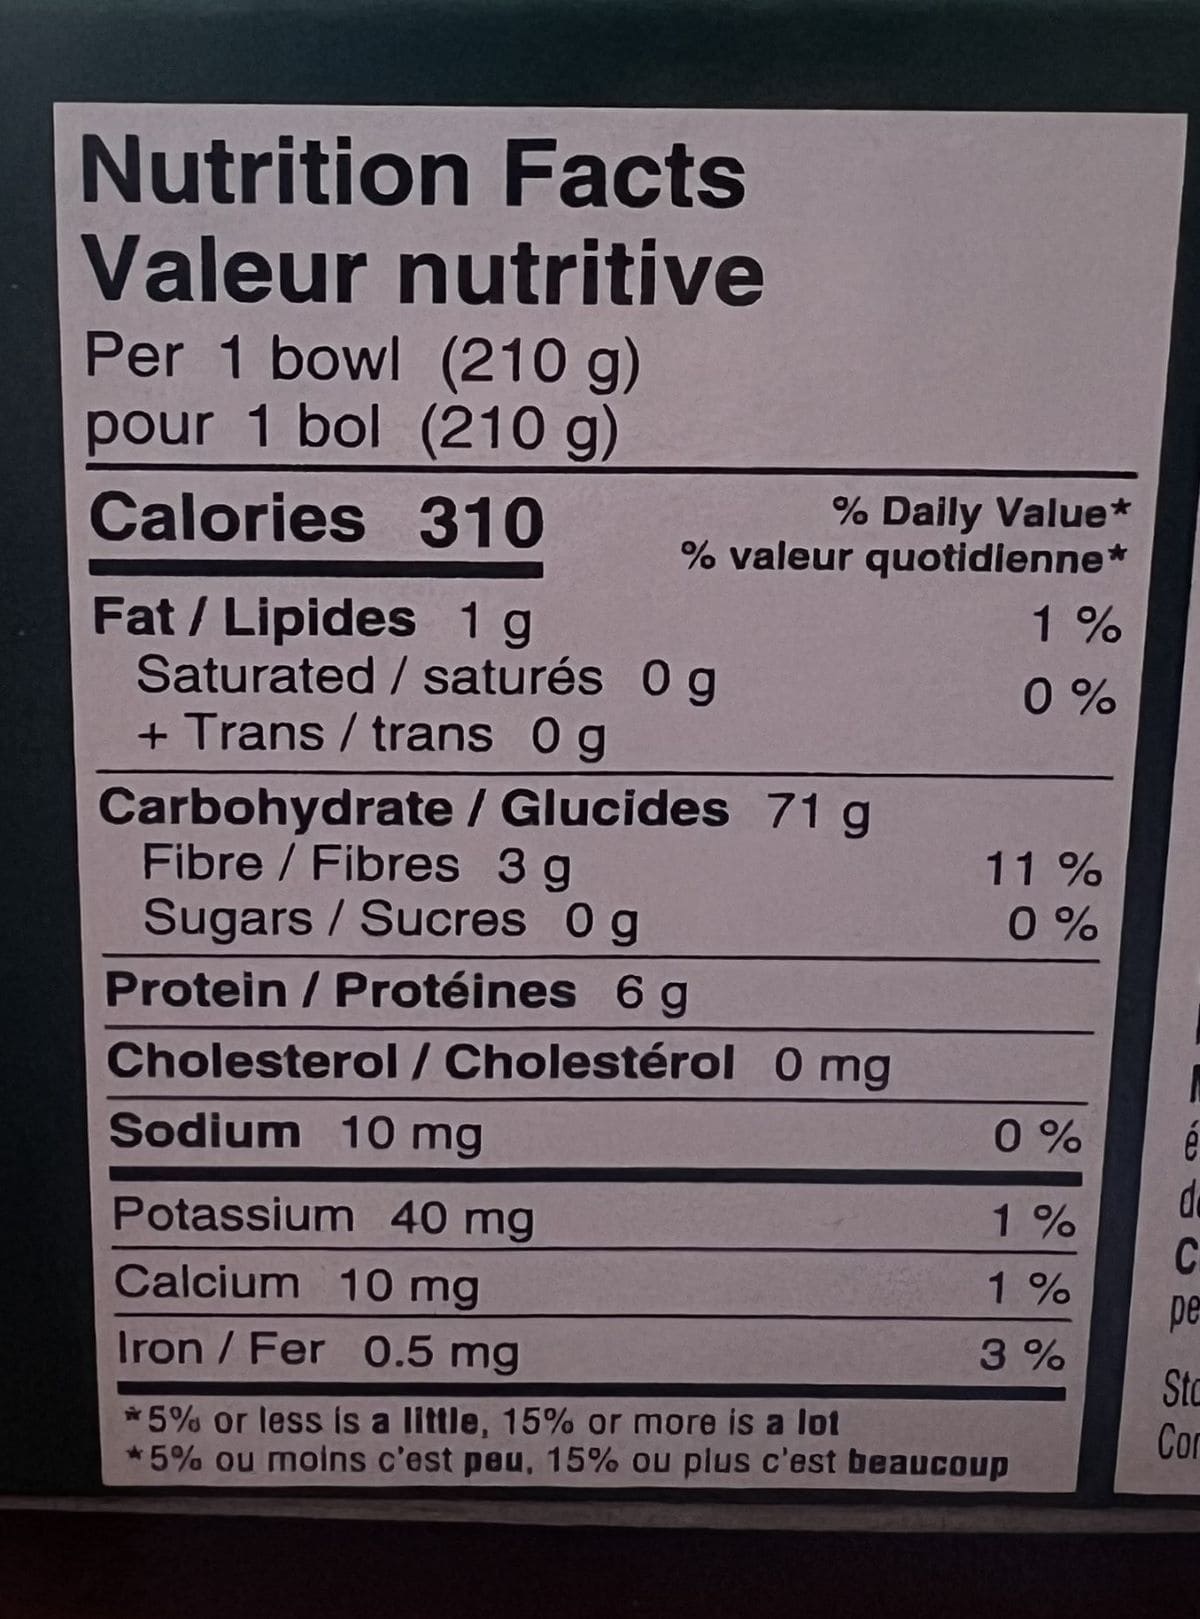 Nutrition Facts
Valeur nutritive
Per 1 bowl (210 g)
pour 1 bol (210 g)
Calories 310
% Daily Value*
% valeur quotidienne*
Fat / Lipides 1 g 1 %
Saturated / saturés 0 g 0 %
+ Trans / trans 0 g
Carbohydrate / Glucides 71 g
Fibre / Fibres 3 g 11 %
Sugars / Sucres 0 g 0 %
Protein / Protéines 6 g
Cholesterol / Cholestérol 0 mg
Sodium 10 mg 0 %
Potassium 40 mg 1 %
Calcium 10 mg 1 %
Iron / Fer 0.5 mg 3 %
*5% or less is a little, 15% or more is a lot
*5% ou moins c'est peu, 15% ou plus c'est beaucoup